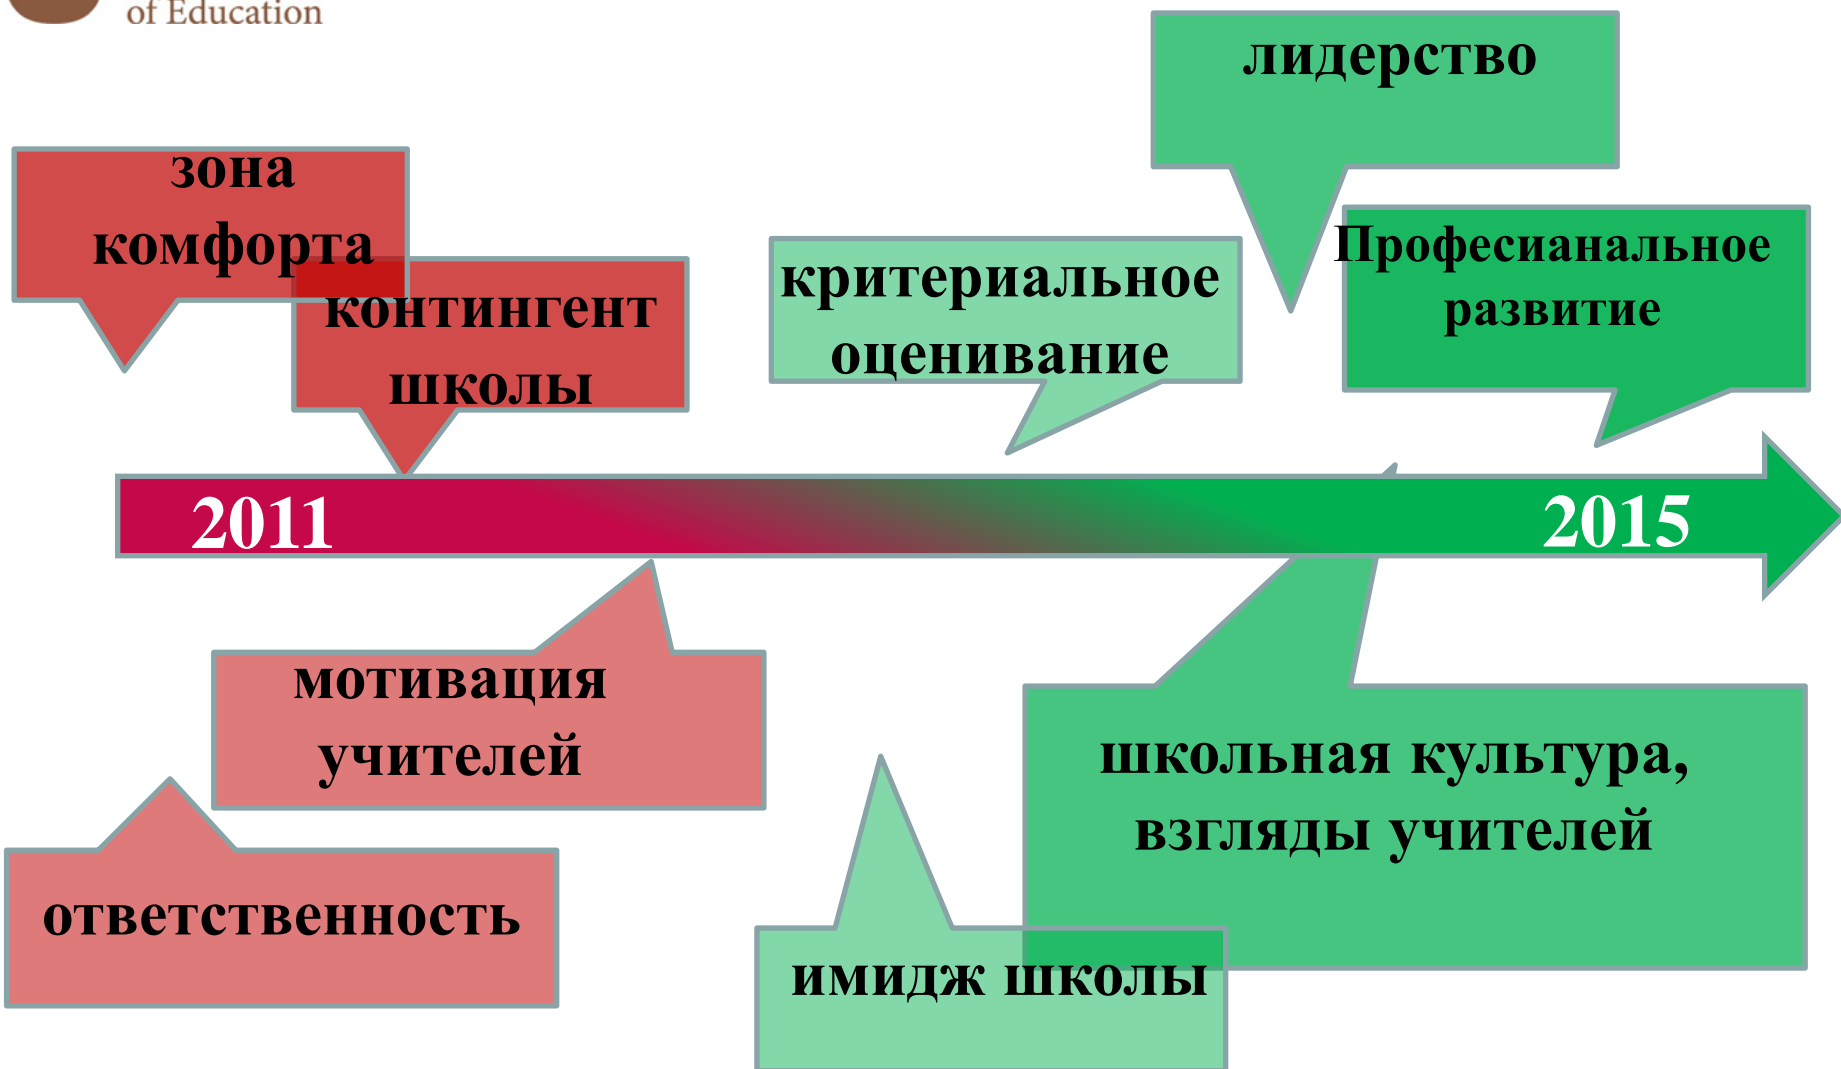 of Education
лидерство
зона
комфорта
контингент
школы
критериальное
оценивание
Професианальное
развитие
2011
2015
мотивация
учителей
школьная культура,
взгляды учителей
ответственность
имидж школы